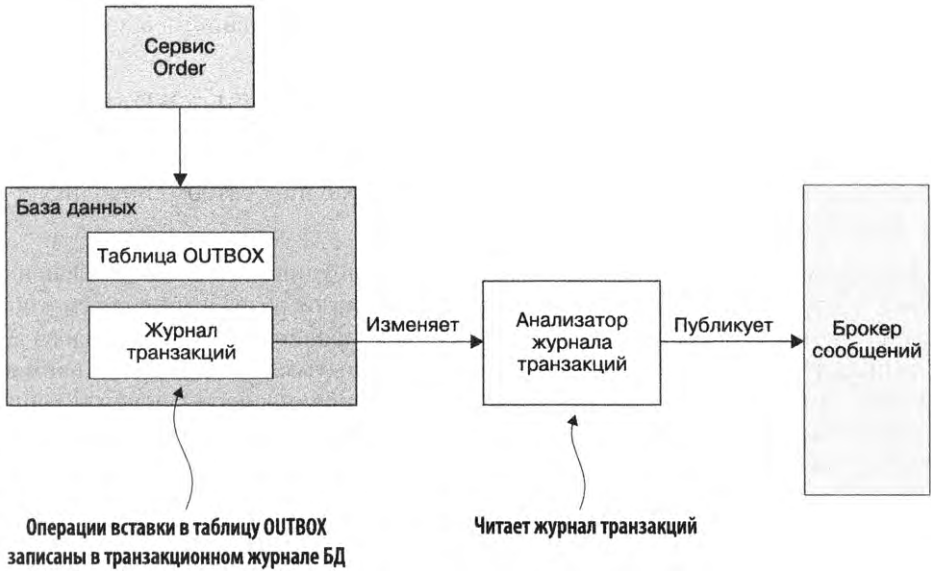 Сервис
Order
База данных
Таблица OUTBOX
Журнал
транзакций
Изменяет
Анализатор
журнала
транзакций
Публикует
Брокер
сообщений
Операции вставки в таблицу OUTBOX
записаны в транзакционном журнале БД
Читает журнал транзакций